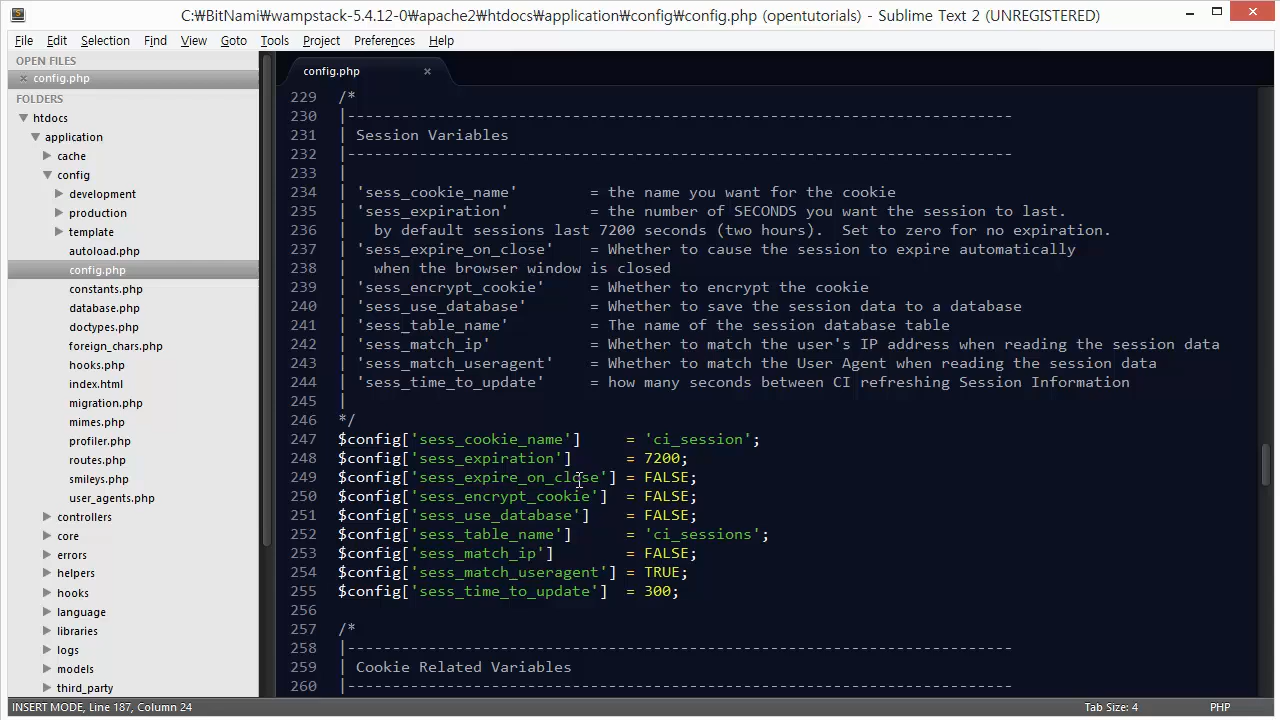 C:₩BitNami₩wampstack-5.4.12-0₩apache2₩htdocs₩application₩config₩config.php (opentutorials) - Sublime Text 2 (UNREGISTERED)
File Edit Selection Find View Goto Tools Project Preferences Help
OPEN FILES
config.php
FOLDERS
htdocs
application
cache
config
development
production
template
autoload.php
config.php
constants.php
database.php
doctypes.php
foreign_chars.php
hooks.php
index.html
migration.php
mimes.php
profiler.php
routes.php
smileys.php
user_agents.php
controllers
core
errors
helpers
hooks
language
libraries
logs
models
third_party
config.php
229 /*
230 |--------------------------------------------------------------------------
231 | Session Variables
232 |--------------------------------------------------------------------------
233 |
234 | 'sess_cookie_name'        = the name you want for the cookie
235 | 'sess_expiration'         = the number of SECONDS you want the session to last.
236 |   by default sessions last 7200 seconds (two hours).  Set to zero for no expiration.
237 | 'sess_expire_on_close'    = Whether to cause the session to expire automatically
238 |   when the browser window is closed
239 | 'sess_encrypt_cookie'     = Whether to encrypt the cookie
240 | 'sess_use_database'       = Whether to save the session data to a database
241 | 'sess_table_name'         = The name of the session database table
242 | 'sess_match_ip'           = Whether to match the user's IP address when reading the session data
243 | 'sess_match_useragent'    = Whether to match the User Agent when reading the session data
244 | 'sess_time_to_update'     = how many seconds between CI refreshing Session Information
245 |
246 */
247 $config['sess_cookie_name']     = 'ci_session';
248 $config['sess_expiration']      = 7200;
249 $config['sess_expire_on_close'] = FALSE;
250 $config['sess_encrypt_cookie']  = FALSE;
251 $config['sess_use_database']    = FALSE;
252 $config['sess_table_name']      = 'ci_sessions';
253 $config['sess_match_ip']        = FALSE;
254 $config['sess_match_useragent'] = TRUE;
255 $config['sess_time_to_update']  = 300;
256
257 /*
258 |--------------------------------------------------------------------------
259 | Cookie Related Variables
260 |--------------------------------------------------------------------------
INSERT MODE, Line 187, Column 24 Tab Size: 4 PHP